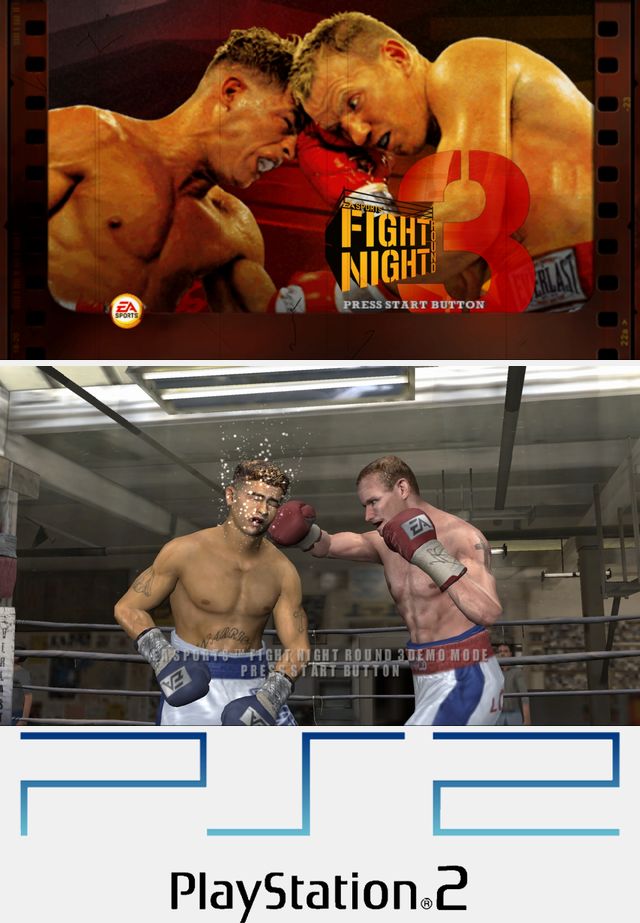 EA SPORTS
FIGHT
NIGHT
ROUND
3
EVERLAST
PRESS START BUTTON
EA
SPORTS
EA
EA SPORTS™ FIGHT NIGHT ROUND 3 DEMO MODE
PRESS START BUTTON
PS2
PlayStation®2